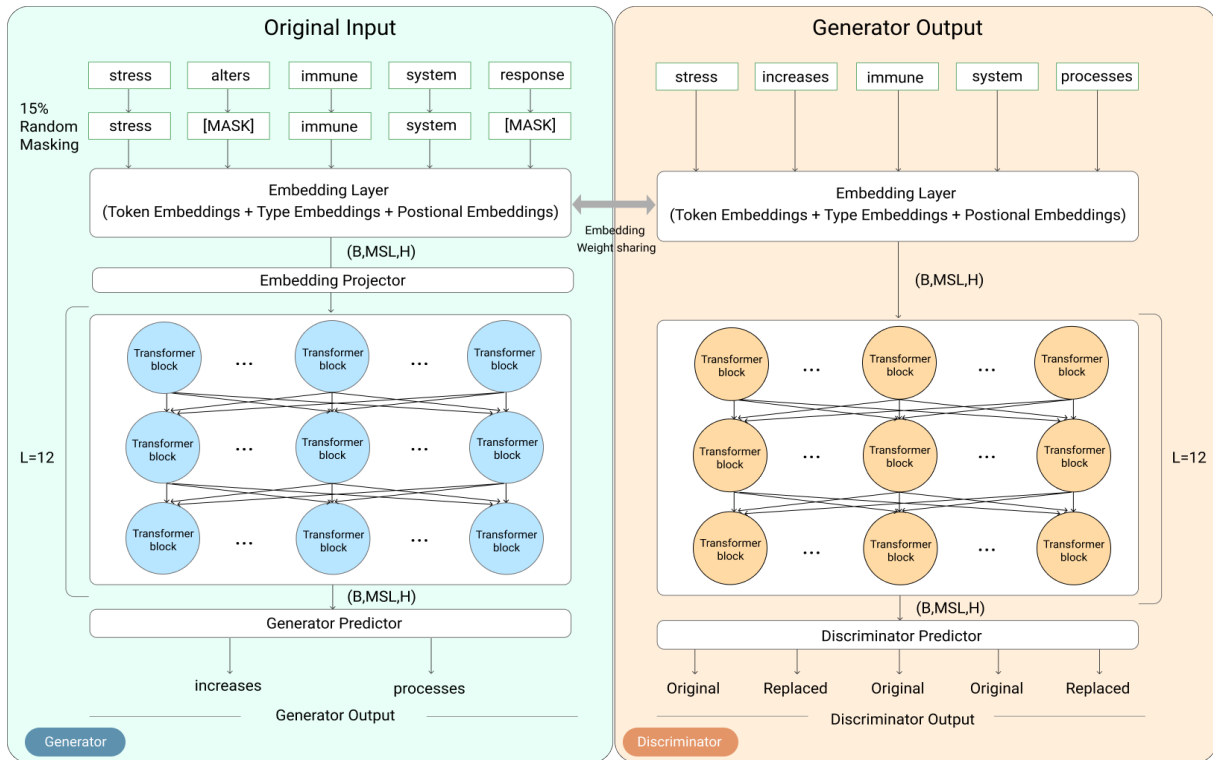 Original Input
stress alters immune system response
15%
Random
Masking
stress [MASK] immune system [MASK]
Embedding Layer
(Token Embeddings + Type Embeddings + Postional Embeddings)
(B,MSL,H)
Embedding Projector
Transformer block ... Transformer block ... Transformer block
Transformer block ... Transformer block ... Transformer block
L=12
Transformer block ... Transformer block ... Transformer block
(B,MSL,H)
Generator Predictor
increases processes
Generator Output
Generator
Embedding
Weight sharing
Generator Output
stress increases immune system processes
Embedding Layer
(Token Embeddings + Type Embeddings + Postional Embeddings)
(B,MSL,H)
Transformer block ... Transformer block ... Transformer block
Transformer block ... Transformer block ... Transformer block
L=12
Transformer block ... Transformer block ... Transformer block
(B,MSL,H)
Discriminator Predictor
Original Replaced Original Original Replaced
Discriminator Output
Discriminator